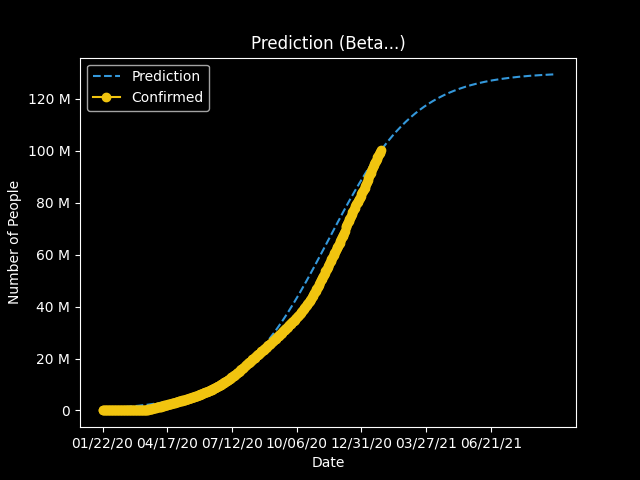 Prediction (Beta...)
Prediction
Confirmed
120 M
100 M
80 M
60 M
40 M
20 M
0
Number of People
01/22/20 04/17/20 07/12/20 10/06/20 12/31/20 03/27/21 06/21/21
Date